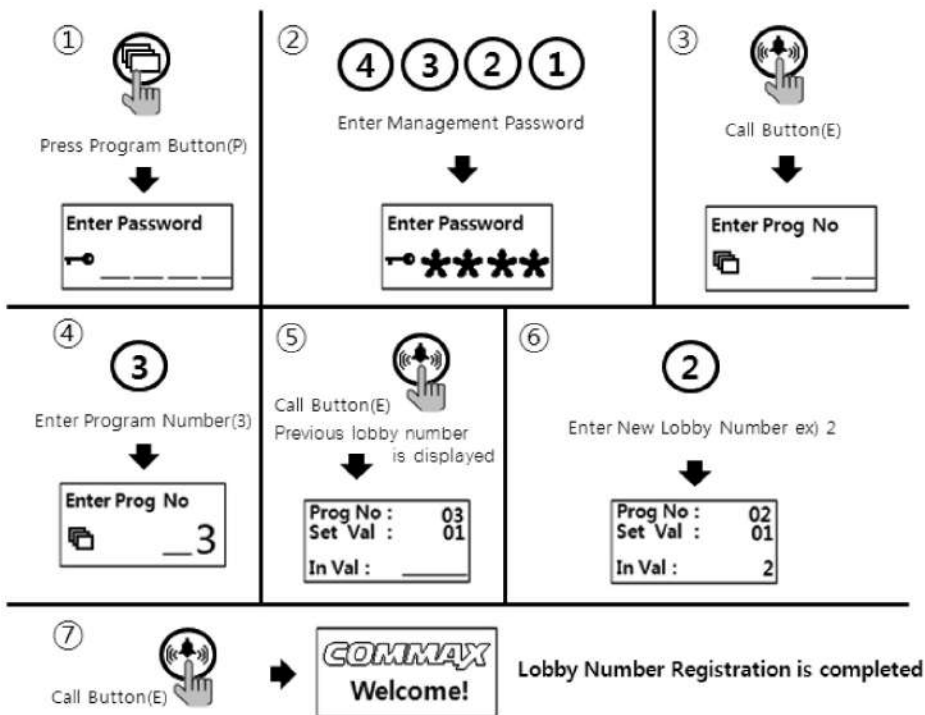 ①
Press Program Button(P)
Enter Password
_ _ _ _
②
4 3 2 1
Enter Management Password
Enter Password
****
③
Call Button(E)
Enter Prog No
_ _
④
3
Enter Program Number(3)
Enter Prog No
_3
⑤
Call Button(E)
Previous lobby number
is displayed
Prog No : 03
Set Val : 01
In Val : ____
⑥
2
Enter New Lobby Number ex) 2
Prog No : 02
Set Val : 01
In Val : 2
⑦
Call Button(E)
COMMAX
Welcome!
Lobby Number Registration is completed